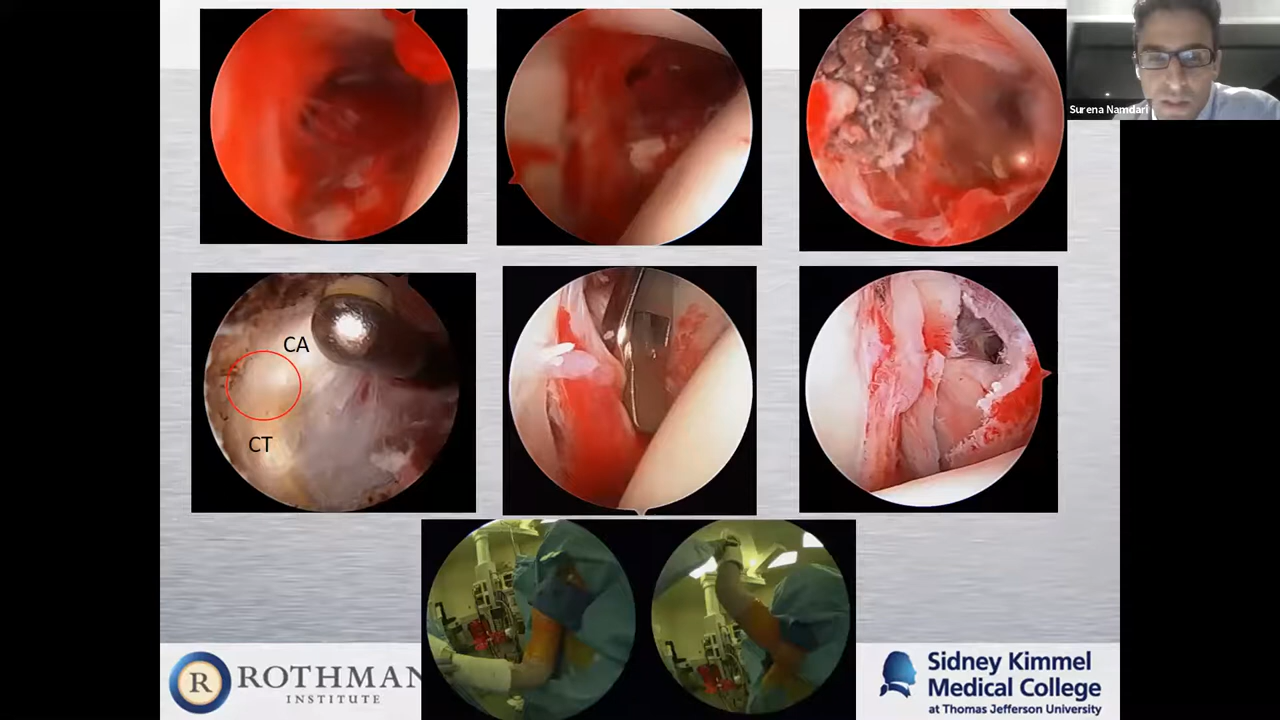 Surena Namdari
CA
CT
R ROTHMAN
INSTITUTE
Sidney Kimmel
Medical College
at Thomas Jefferson University